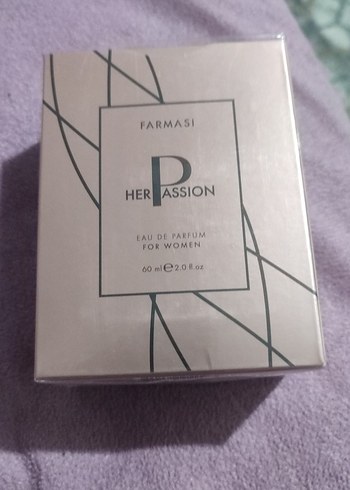 FARMASi
HER PASSION
EAU DE PARFUM
FOR WOMEN
60 ml ℮ 2.0 fl.oz